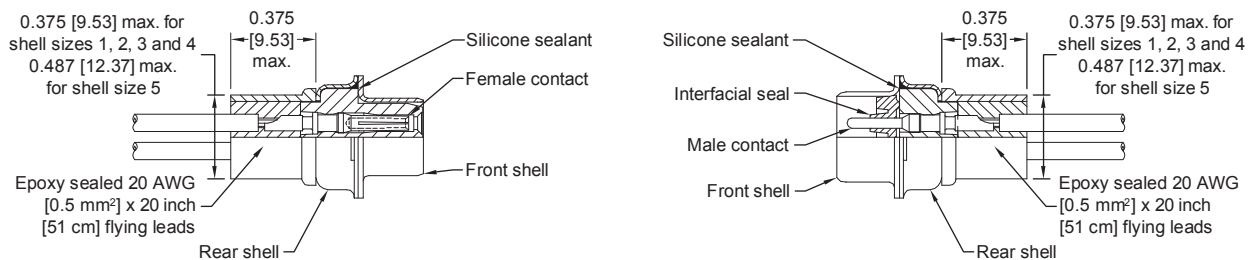 0.375 [9.53] max. for
shell sizes 1, 2, 3 and 4
0.487 [12.37] max.
for shell size 5
0.375
[9.53]
max.
Silicone sealant
Female contact
Front shell
Epoxy sealed 20 AWG
[0.5 mm²] x 20 inch
[51 cm] flying leads
Rear shell
Silicone sealant
Interfacial seal
Male contact
Front shell
0.375
[9.53]
max.
0.375 [9.53] max. for
shell sizes 1, 2, 3 and 4
0.487 [12.37] max.
for shell size 5
Epoxy sealed 20 AWG
[0.5 mm²] x 20 inch
[51 cm] flying leads
Rear shell